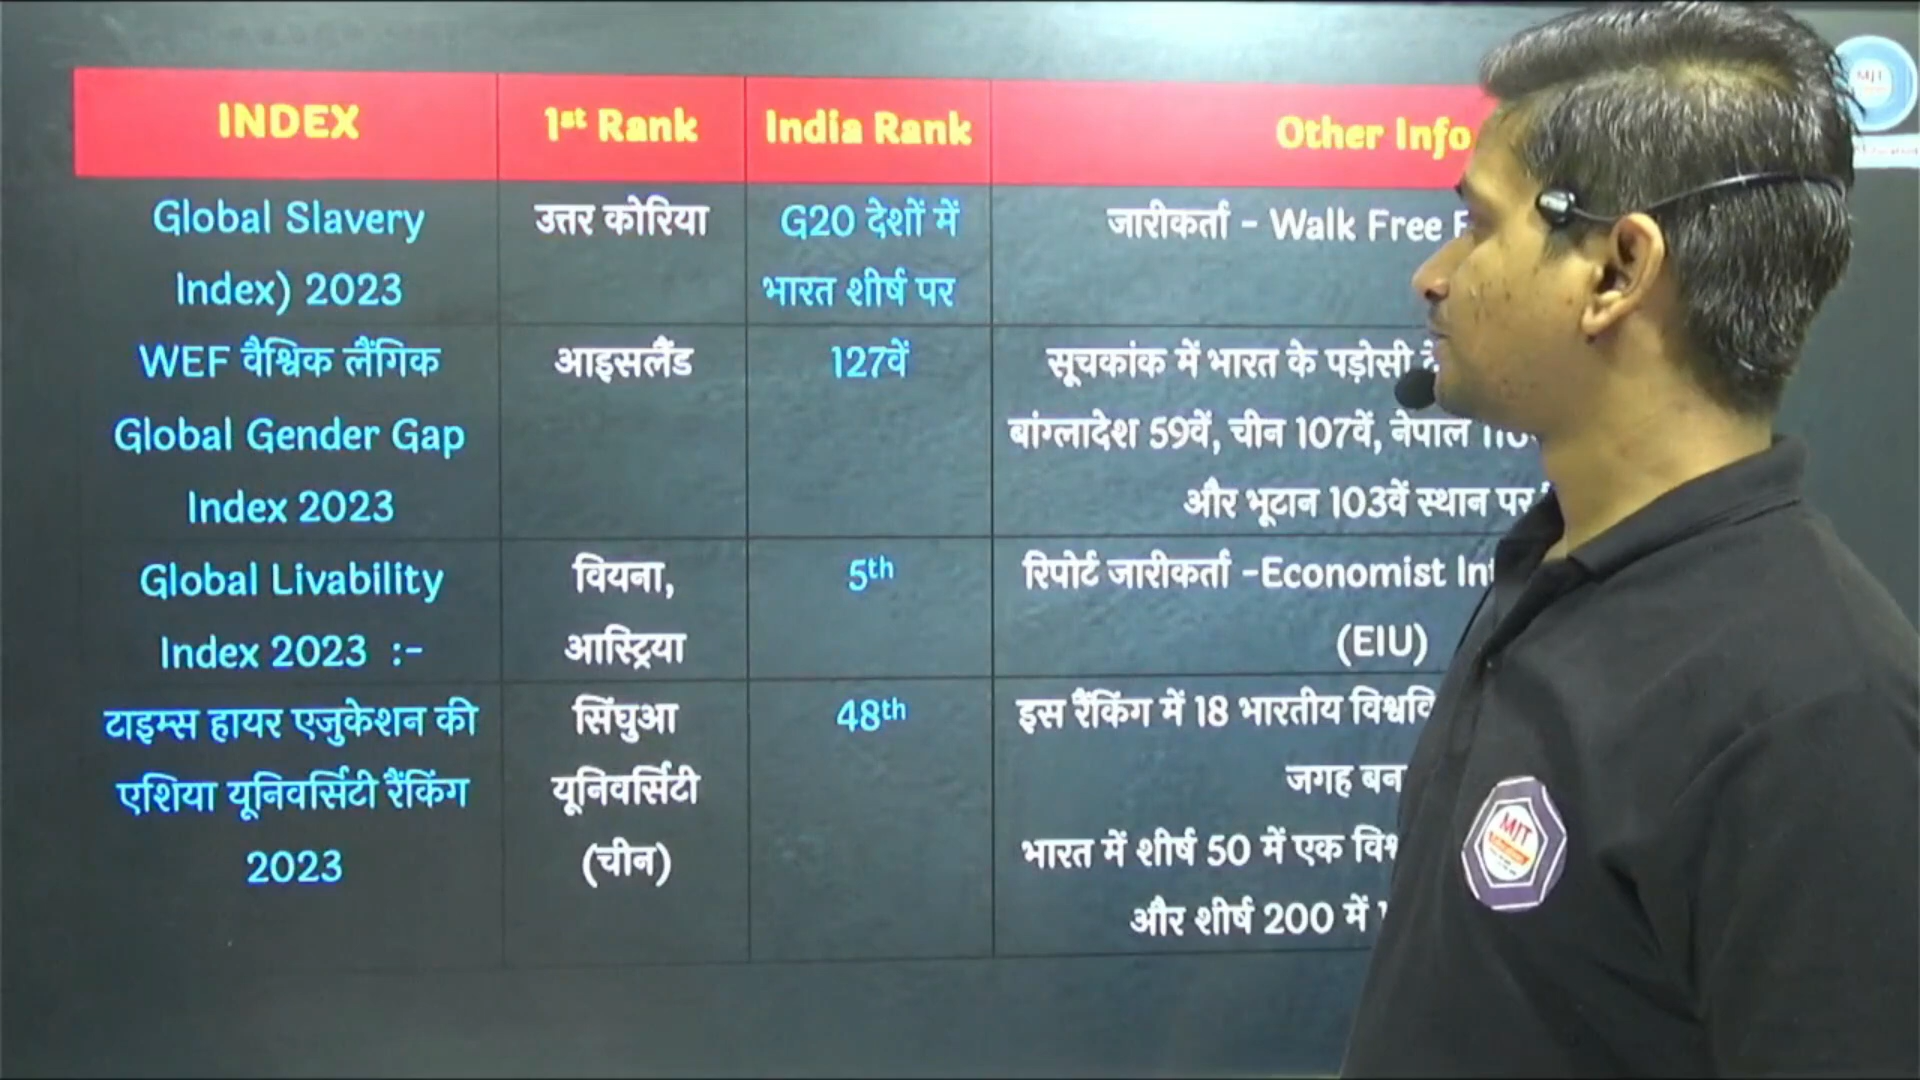 INDEX
1st Rank
India Rank
Other Info
Global Slavery
Index) 2023
उत्तर कोरिया
G20 देशों में
भारत शीर्ष पर
जारीकर्ता - Walk Free
WEF वैश्विक लैंगिक
Global Gender Gap
Index 2023
आइसलैंड
127वें
सूचकांक में भारत के पड़ोसी
बांग्लादेश 59वें, चीन 107वें, नेपाल
और भूटान 103वें स्थान पर
Global Livability
Index 2023 :-
वियना,
आस्ट्रिया
5th
रिपोर्ट जारीकर्ता -Economist
(EIU)
टाइम्स हायर एजुकेशन की
एशिया यूनिवर्सिटी रैंकिंग
2023
सिंघुआ
यूनिवर्सिटी
(चीन)
48th
इस रैंकिंग में 18 भारतीय
जगह
भारत में शीर्ष 50 में एक
और शीर्ष 200 में
MJT
MJT